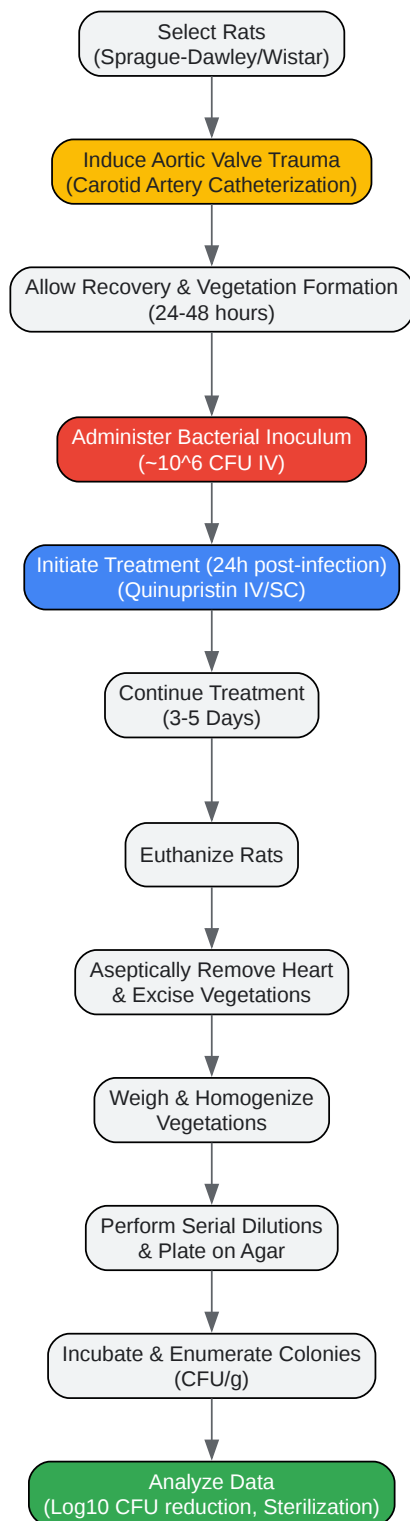 Select Rats
(Sprague-Dawley/Wistar)
Induce Aortic Valve Trauma
(Carotid Artery Catheterization)
Allow Recovery & Vegetation Formation
(24-48 hours)
Administer Bacterial Inoculum
(~10^6 CFU IV)
Initiate Treatment (24h post-infection)
(Quinupristin IV/SC)
Continue Treatment
(3-5 Days)
Euthanize Rats
Aseptically Remove Heart
& Excise Vegetations
Weigh & Homogenize
Vegetations
Perform Serial Dilutions
& Plate on Agar
Incubate & Enumerate Colonies
(CFU/g)
Analyze Data
(Log10 CFU reduction, Sterilization)